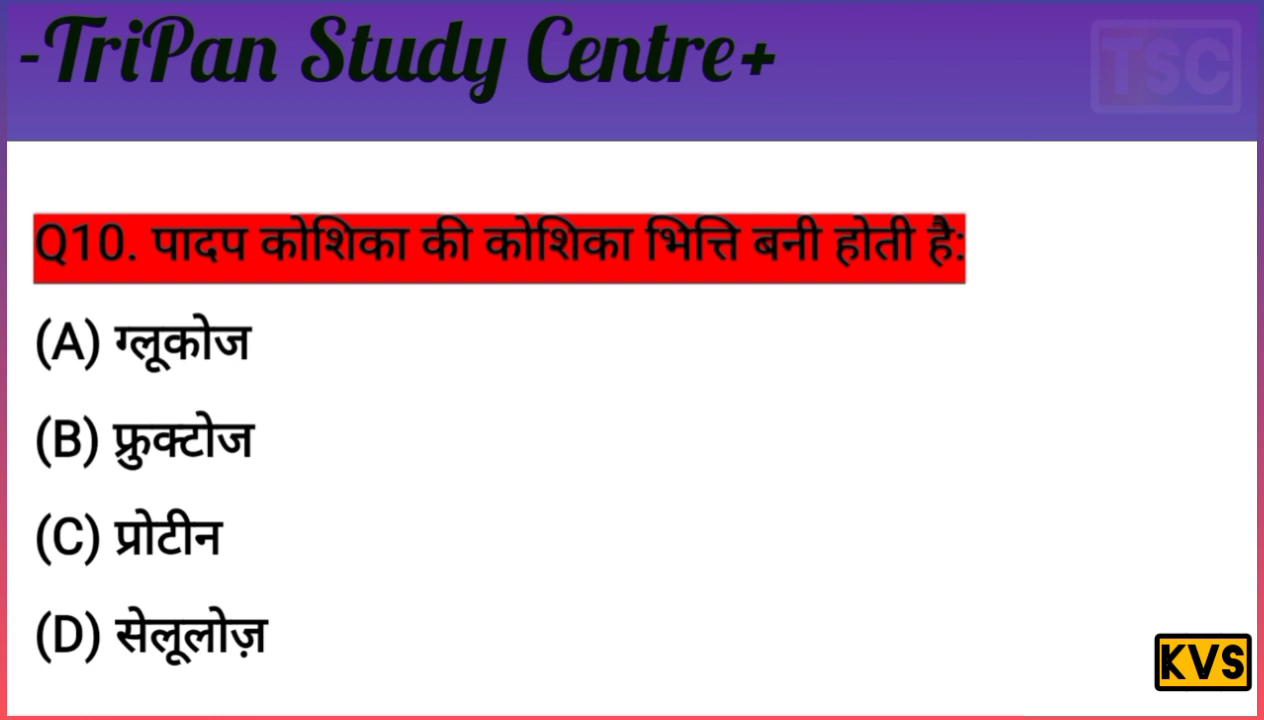 -TriPan Study Centre+
TSC
Q10. पादप कोशिका की कोशिका भित्ति बनी होती है:
(A) ग्लूकोज
(B) फ्रुक्टोज
(C) प्रोटीन
(D) सेलूलोज़
KVS